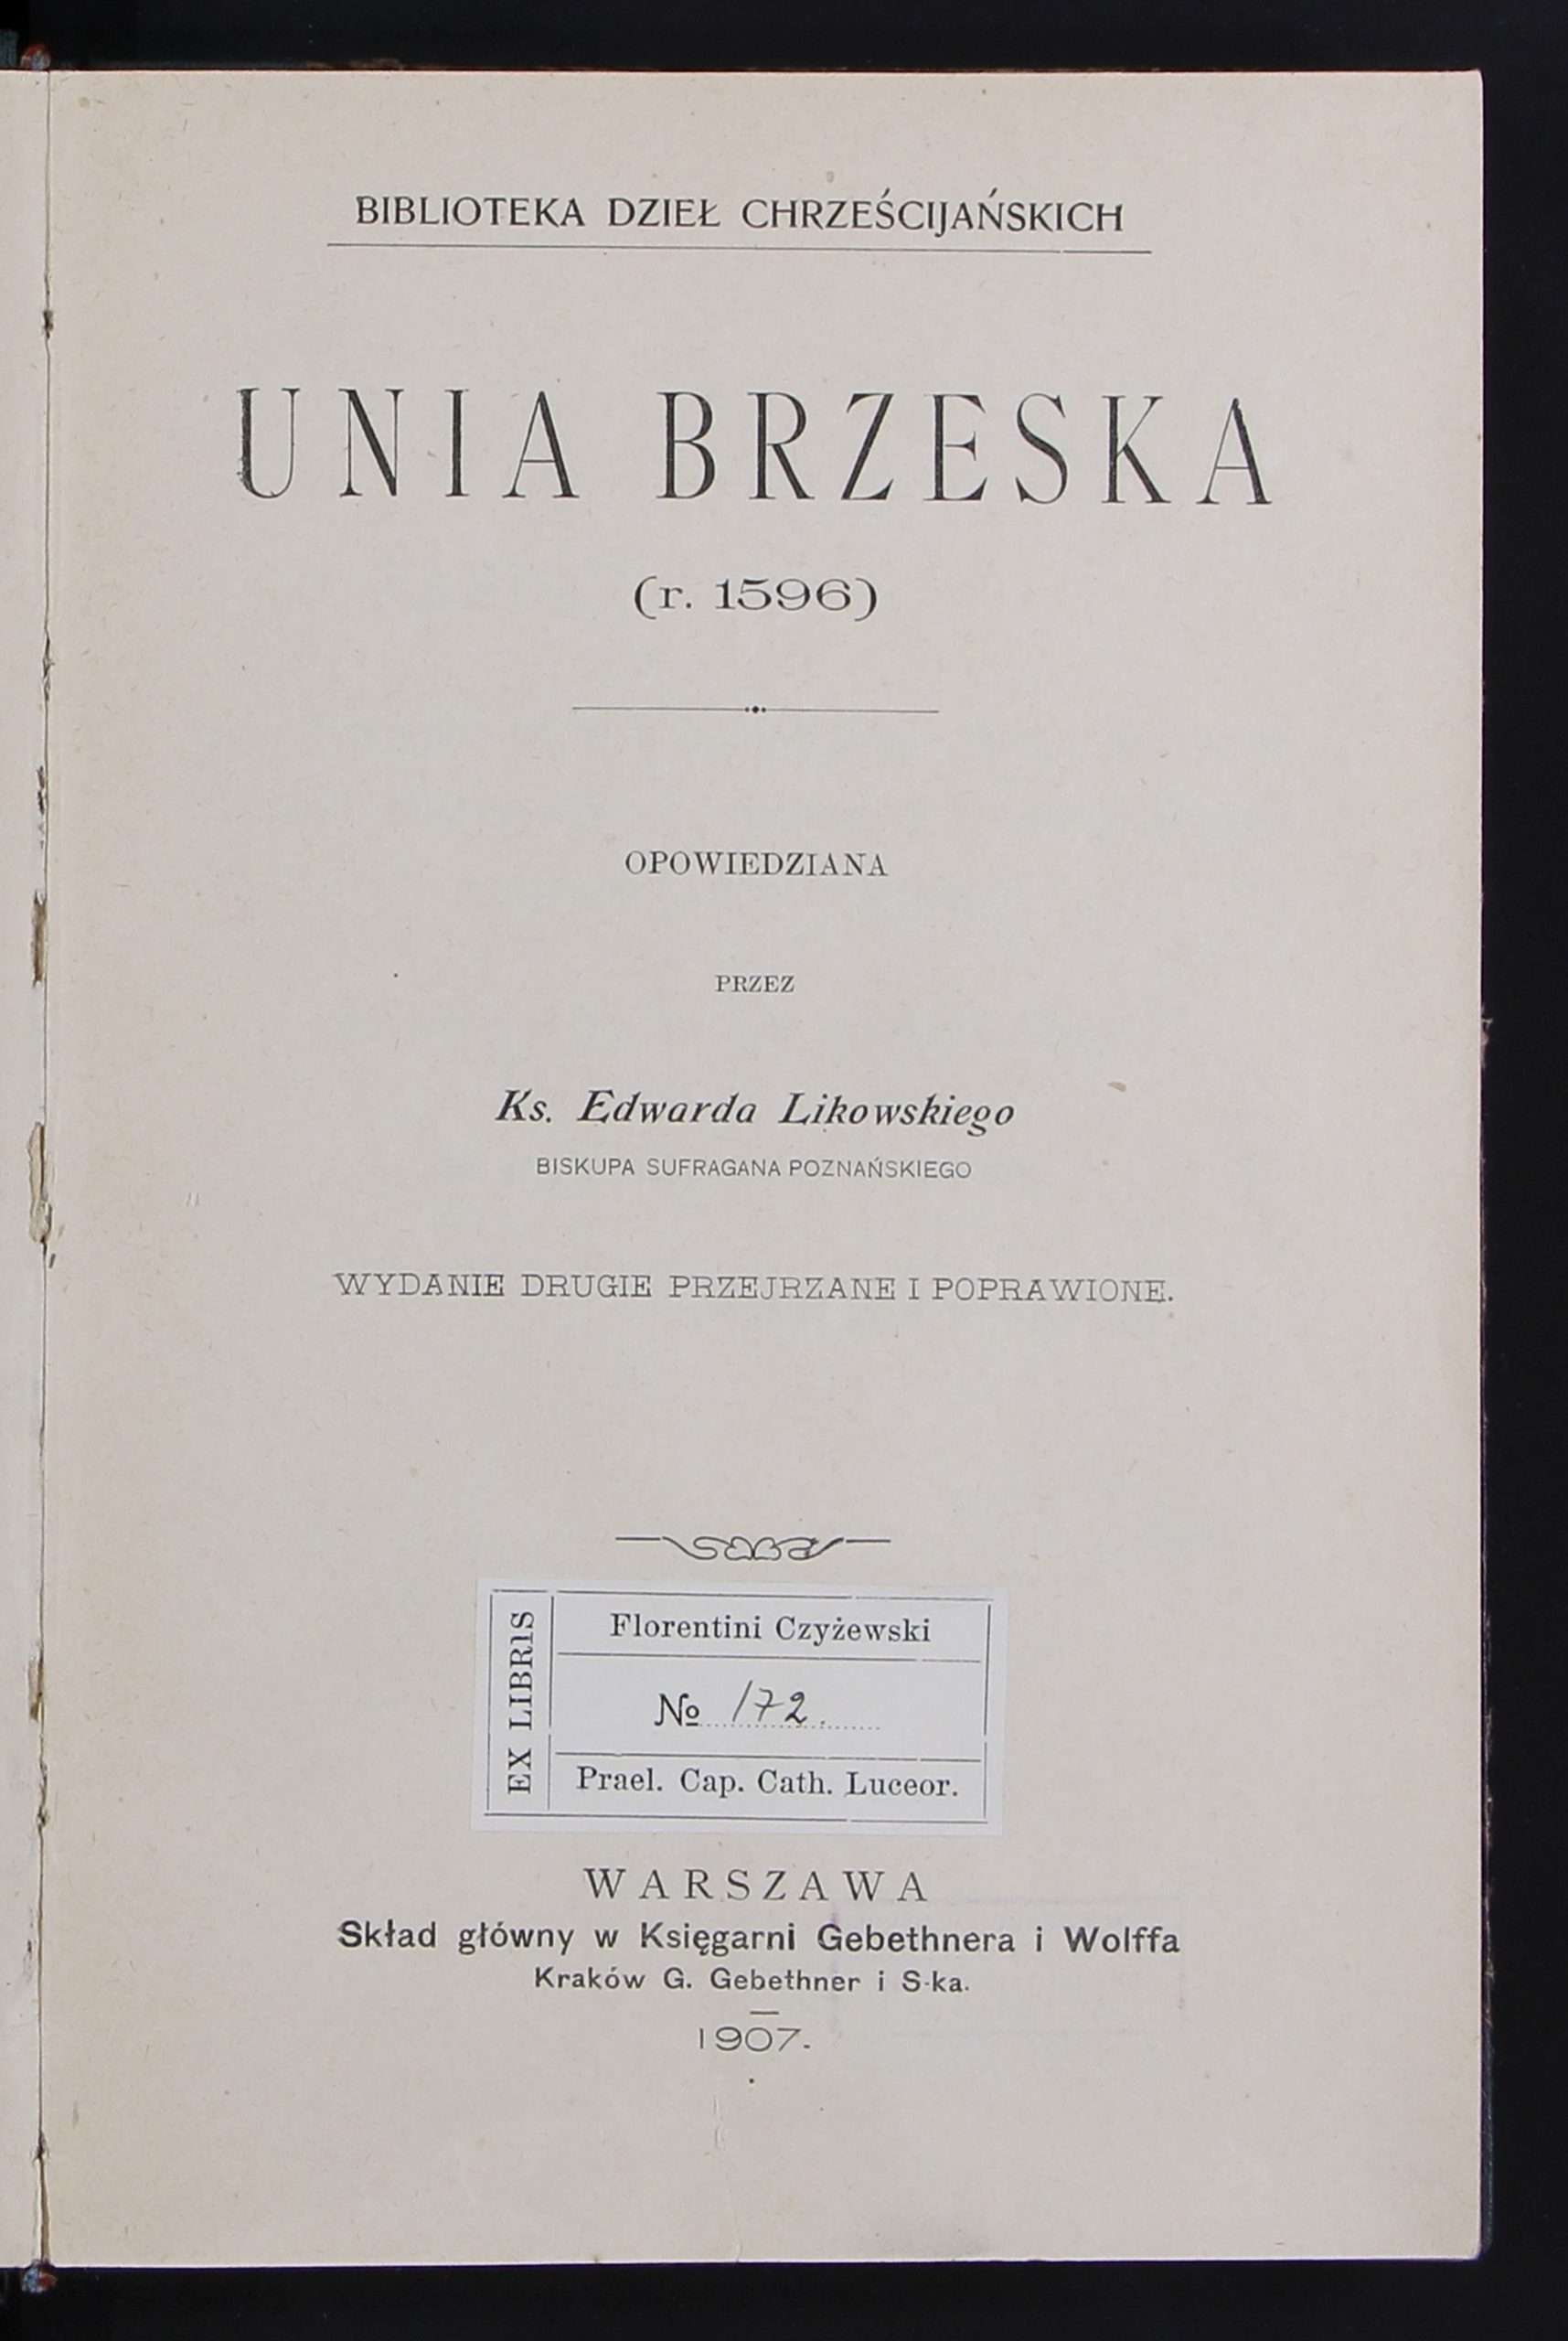 BIBLIOTEKA DZIEŁ CHRZEŚCIJAŃSKICH
UNIA BRZESKA
(r. 1596)
OPOWIEDZIANA
PRZEZ
Ks. Edwarda Likowskiego
BISKUPA SUFRAGANA POZNAŃSKIEGO
WYDANIE DRUGIE PRZEJRZANE I POPRAWIONE.
EX LIBRIS
Florentini Czyżewski
№ 172.
Prael. Cap. Cath. Luceor.
WARSZAWA
Skład główny w Księgarni Gebethnera i Wolffa
Kraków G. Gebethner i S-ka.
1907.